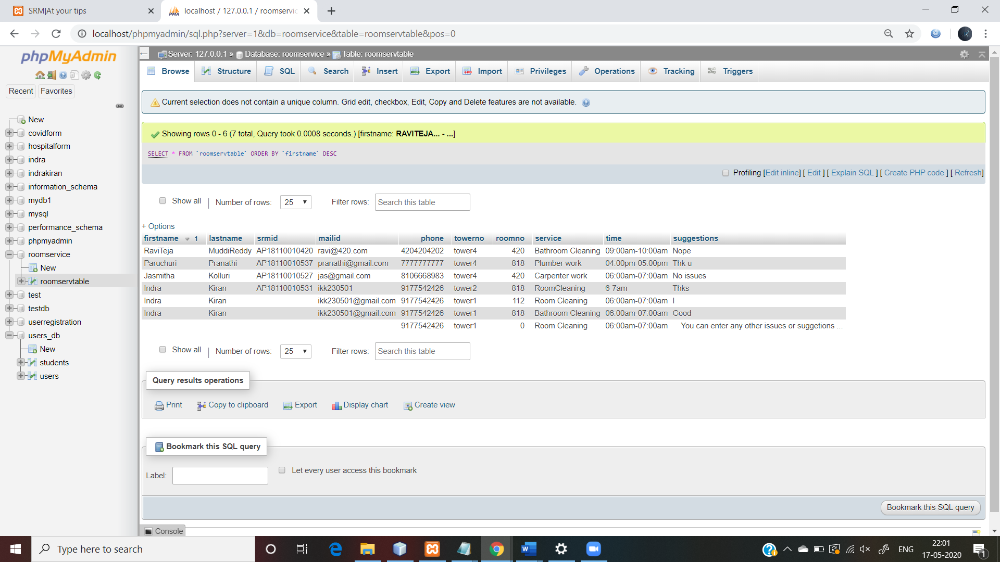 SRM|At your tips
localhost / 127.0.0.1 / roomservic
localhost/phpmyadmin/sql.php?server=1&db=roomservice&table=roomservtable&pos=0
phpMyAdmin
Recent Favorites
New
covidform
hospitalform
indra
indrakiran
information_schema
mydb1
mysql
performance_schema
phpmyadmin
roomservice
New
roomservtable
test
testdb
userregistration
users_db
New
students
users
Server: 127.0.0.1 » Database: roomservice » Table: roomservtable
Browse Structure SQL Search Insert Export Import Privileges Operations Tracking Triggers
Current selection does not contain a unique column. Grid edit, checkbox, Edit, Copy and Delete features are not available.
Showing rows 0 - 6 (7 total, Query took 0.0008 seconds.) [firstname: RAVITEJA... - ...]
SELECT * FROM `roomservtable` ORDER BY `firstname` DESC
Profiling [Edit inline] [ Edit ] [ Explain SQL ] [ Create PHP code ] [ Refresh]
Show all | Number of rows: 25 Filter rows: Search this table
+ Options
firstname 1 lastname srmid mailid phone towerno roomno service time suggestions
RaviTeja MuddiReddy AP18110010420 ravi@420.com 4204204202 tower4 420 Bathroom Cleaning 09:00am-10:00am Nope
Paruchuri Pranathi AP18110010537 pranathi@gmail.com 7777777777 tower4 818 Plumber work 04:00pm-05:00pm Thk u
Jasmitha Kolluri AP18110010527 jas@gmail.com 8106668983 tower4 420 Carpenter work 06:00am-07:00am No issues
Indra Kiran AP18110010531 ikk230501 9177542426 tower2 818 RoomCleaning 6-7am Thks
Indra Kiran ikk230501@gmail.com 9177542426 tower1 112 Room Cleaning 06:00am-07:00am I
Indra Kiran ikk230501@gmail.com 9177542426 tower1 818 Bathroom Cleaning 06:00am-07:00am Good
9177542426 tower1 0 Room Cleaning 06:00am-07:00am You can enter any other issues or suggetions ...
Show all | Number of rows: 25 Filter rows: Search this table
Query results operations
Print Copy to clipboard Export Display chart Create view
Bookmark this SQL query
Label: Let every user access this bookmark
Bookmark this SQL query
Console
Type here to search
ENG
22:01
17-05-2020
1